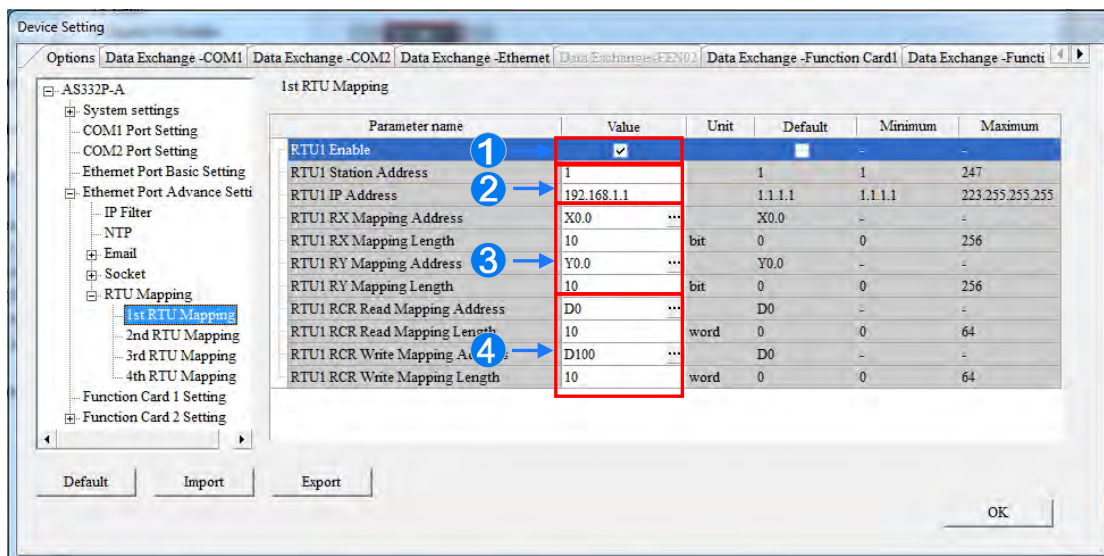 Device Setting
Options Data Exchange -COM1 Data Exchange -COM2 Data Exchange -Ethernet Data Exchange-FEN02 Data Exchange -Function Card1 Data Exchange -Functi
AS332P-A
System settings
COM1 Port Setting
COM2 Port Setting
Ethernet Port Basic Setting
Ethernet Port Advance Setti
IP Filter
NTP
Email
Socket
RTU Mapping
1st RTU Mapping
2nd RTU Mapping
3rd RTU Mapping
4th RTU Mapping
Function Card 1 Setting
Function Card 2 Setting
1st RTU Mapping
Parameter name Value Unit Default Minimum Maximum
RTU1 Enable 1 - -
RTU1 Station Address 1 1 1 247
2
RTU1 IP Address 192.168.1.1 1.1.1.1 1.1.1.1 223.255.255.255
RTU1 RX Mapping Address X0.0 ... X0.0 - -
RTU1 RX Mapping Length 10 bit 0 0 256
3
RTU1 RY Mapping Address Y0.0 ... Y0.0 - -
RTU1 RY Mapping Length 10 bit 0 0 256
RTU1 RCR Read Mapping Address D0 ... D0 - -
RTU1 RCR Read Mapping Length 10 word 0 0 64
4
RTU1 RCR Write Mapping D100 ... D0 - -
RTU1 RCR Write Mapping Length 10 word 0 0 64
Default Import Export
OK